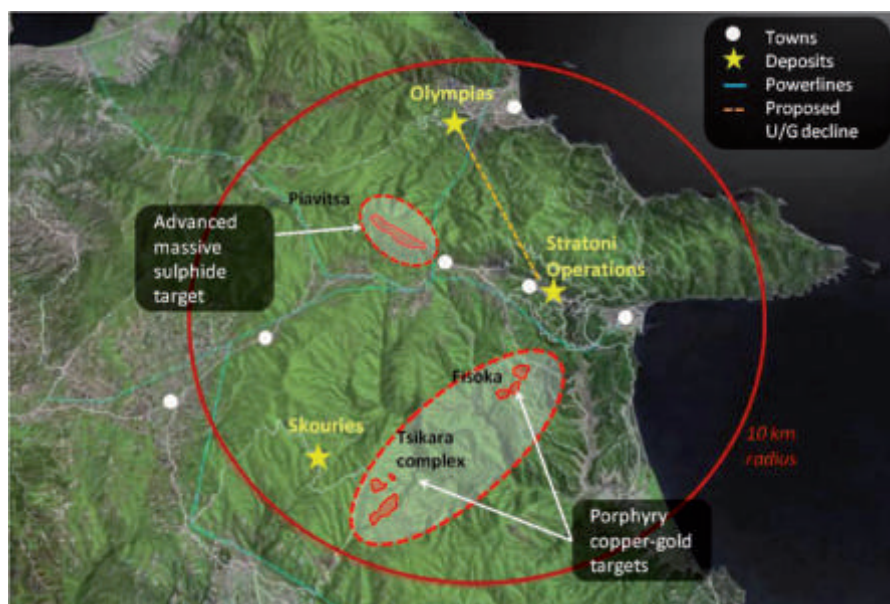 Towns
Deposits
Powerlines
Proposed
U/G decline
Olympias
Piavitsa
Advanced
massive
sulphide
target
Stratoni
Operations
Fisoka
Skouries
Tsikara
complex
10 km
radius
Porphyry
copper-gold
targets